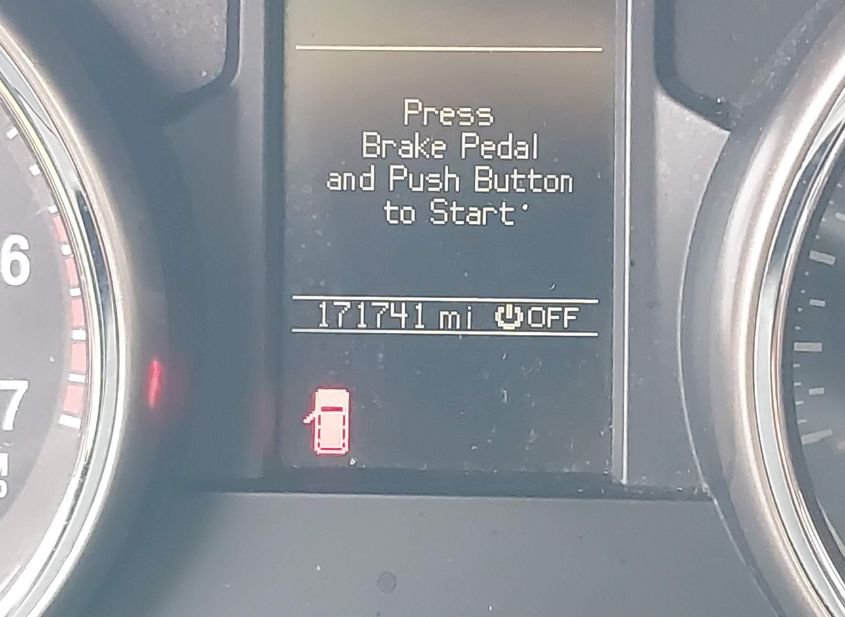 Press
Brake Pedal
and Push Button
to Start
171741 mi OFF
6
7